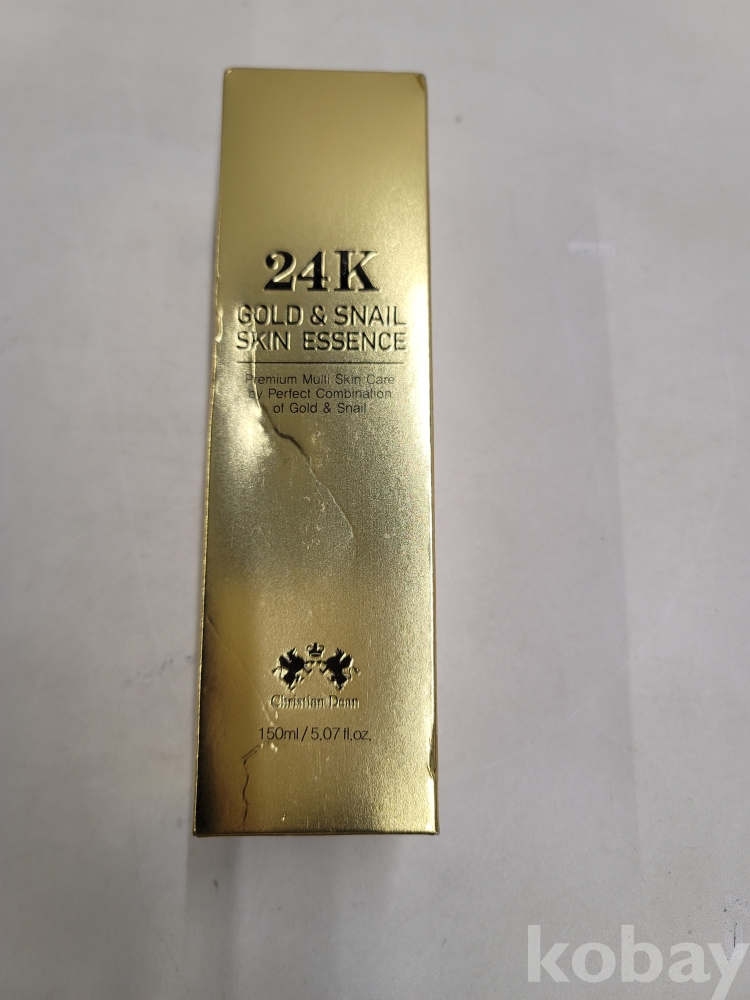 24K
GOLD & SNAIL
SKIN ESSENCE
Premium Multi Skin Care
by Perfect Combination
of Gold & Snail
Christian Dean
150ml/5.07 fl.oz.
kobay